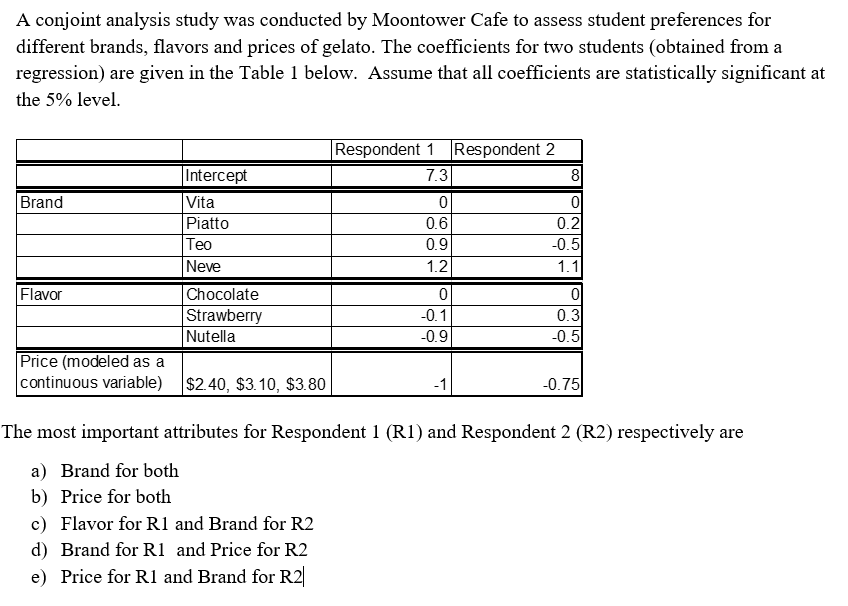 A conjoint analysis study was conducted by Moontower Cafe to assess student preferences for
different brands, flavors and prices of gelato. The coefficients for two students (obtained from a
regression) are given in the Table 1 below. Assume that all coefficients are statistically significant at
the 5% level.
Respondent 1 Respondent 2
Intercept 7.3 8
Brand Vita 0 0
Piatto 0.6 0.2
Teo 0.9 -0.5
Neve 1.2 1.1
Flavor Chocolate 0 0
Strawberry -0.1 0.3
Nutella -0.9 -0.5
Price (modeled as a
continuous variable) $2.40, $3.10, $3.80 -1 -0.75
The most important attributes for Respondent 1 (R1) and Respondent 2 (R2) respectively are
a) Brand for both
b) Price for both
c) Flavor for R1 and Brand for R2
d) Brand for R1 and Price for R2
e) Price for R1 and Brand for R2